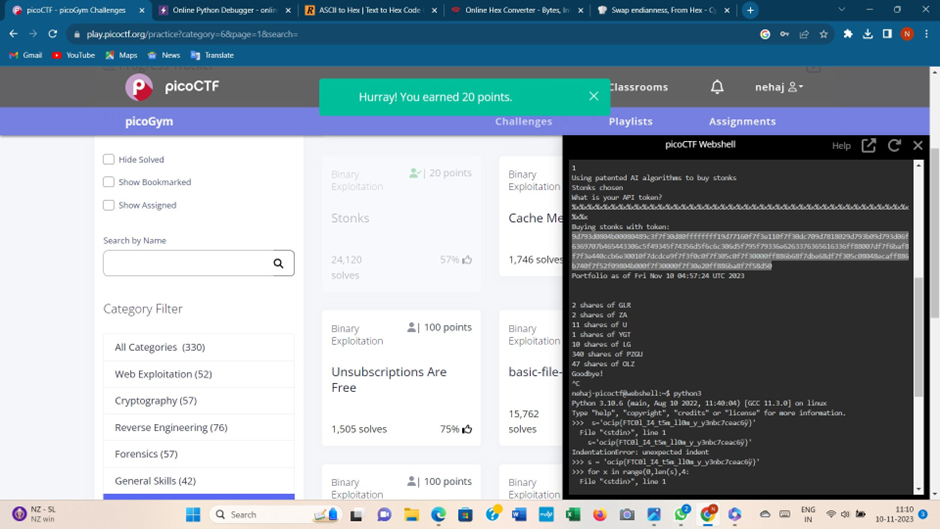 picoCTF - picoGym Challenges
Online Python Debugger - onlin
ASCII to Hex | Text to Hex Code C
Online Hex Converter - Bytes, In
Swap endianness, From Hex - Cy
play.picoctf.org/practice?category=6&page=1&search=
N
Gmail
YouTube
Maps
News
Translate
picoCTF
Hurray! You earned 20 points.
Classrooms
nehaj
picoGym
Challenges
Playlists
Assignments
Hide Solved
Show Bookmarked
Show Assigned
Search by Name
Category Filter
All Categories (330)
Web Exploitation (52)
Cryptography (57)
Reverse Engineering (76)
Forensics (57)
General Skills (42)
Binary
Exploitation
| 20 points
Stonks
24,120
solves
57%
Binary
Exploitation
Cache Me
1,746
solves
Binary
Exploitation
| 100 points
Unsubscriptions Are
Free
1,505 solves
75%
Binary
Exploitation
basic-file-
15,762
solves
Binary
| 100 points
Binary
picoCTF Webshell
Help
1
Using patented AI algorithms to buy stonks
Stonks chosen
What is your API token?
Buying stonks with token:
Portfolio as of Fri Nov 10 04:57:24 UTC 2023
2 shares of GLR
2 shares of ZA
11 shares of U
1 shares of YGT
10 shares of LG
340 shares of PZGU
47 shares of OLZ
Goodbye!
^C
nehaj-picoctf@webshell:~$ python3
Python 3.10.6 (main, Aug 10 2022, 11:40:04) [GCC 11.3.0] on linux
Type "help", "copyright", "credits" or "license" for more information.
>>> s='ocip{FTC0l_I4_t5m_ll0m_y_y3nbc7ceac6ÿ}'
File "<stdin>", line 1
s='ocip{FTC0l_I4_t5m_ll0m_y_y3nbc7ceac6ÿ}'
IndentationError: unexpected indent
>>> s = 'ocip{FTC0l_I4_t5m_ll0m_y_y3nbc7ceac6ÿ}'
>>> for x in range(0,len(s),4:
File "<stdin>", line 1
NZ - SL
NZ win
Search
ENG
IN
11:10
10-11-2023